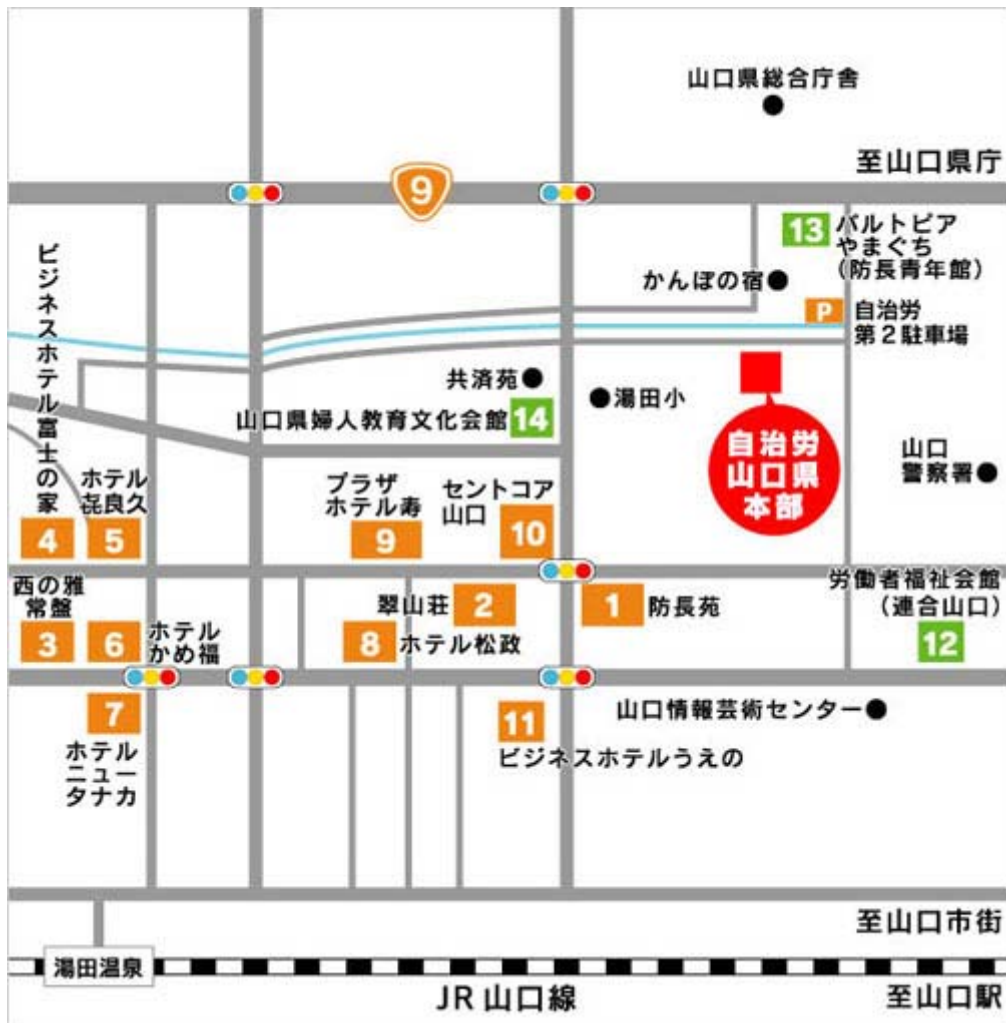 山口県総合庁舎
至山口県庁
9
13
パルトピア
やまぐち
(防長青年館)
かんぽの宿
P
自治労
第2駐車場
ビジネスホテル富士の家
共済苑
湯田小
山口県婦人教育文化会館
14
自治労
山口県
本部
山口
警察署
ホテル
㐂良久
プラザ
ホテル寿
セントコア
山口
4
5
9
10
西の雅
常盤
3
6
ホテル
かめ福
翠山荘
2
8
ホテル松政
1
防長苑
労働者福祉会館
(連合山口)
12
7
ホテル
ニュー
タナカ
11
ビジネスホテルうえの
山口情報芸術センター
至山口市街
湯田温泉
JR山口線
至山口駅